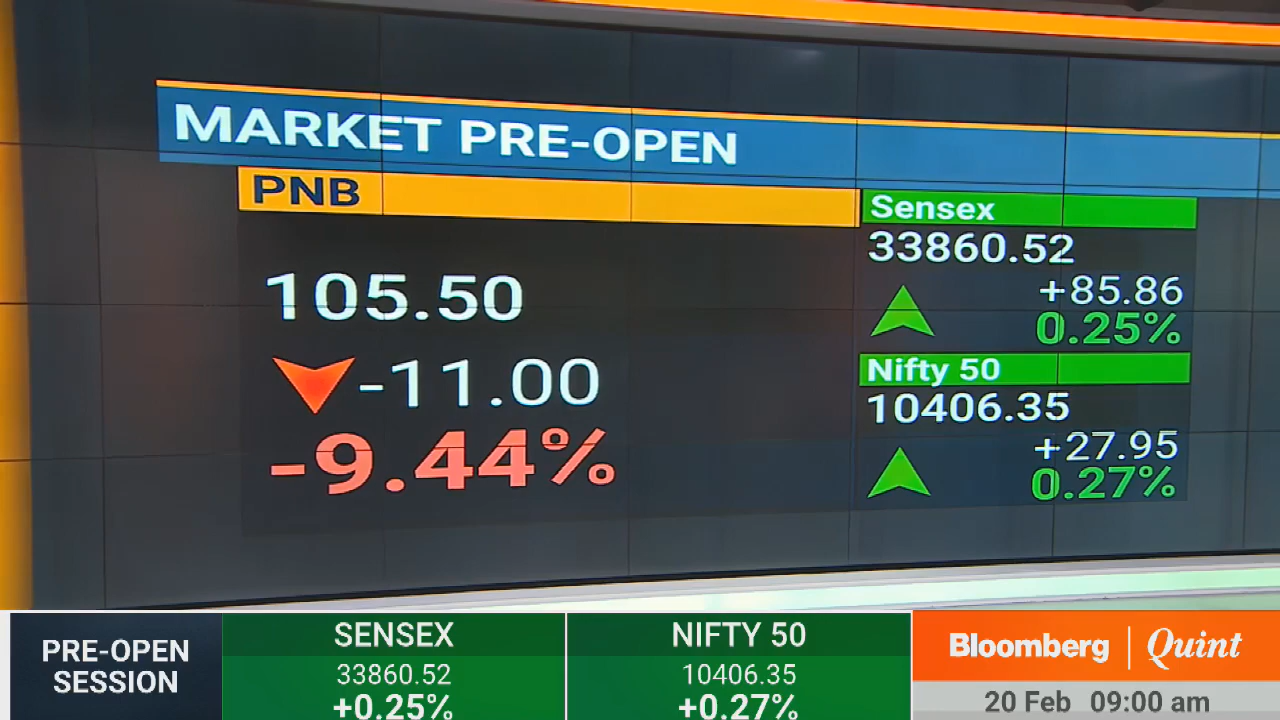 MARKET PRE-OPEN
PNB
105.50
-11.00
-9.44%
Sensex
33860.52
+85.86
0.25%
Nifty 50
10406.35
+27.95
0.27%
PRE-OPEN
SESSION
SENSEX
33860.52
+0.25%
NIFTY 50
10406.35
+0.27%
Bloomberg | Quint
20 Feb 09:00 am